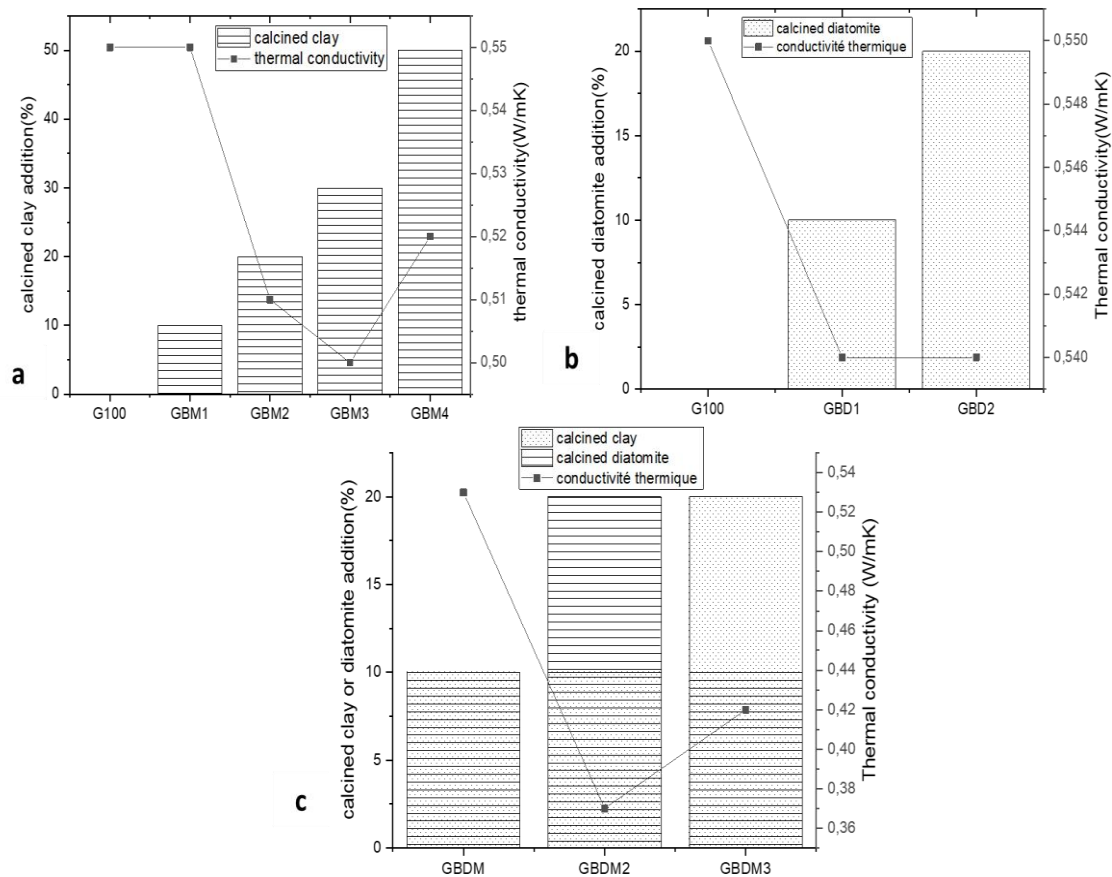 calcined clay
thermal conductivity
calcined clay addition(%)
50
40
30
20
10
0
0,55
0,54
0,53
0,52
0,51
0,50
thermal conductivity(W/mK)
G100 GBM1 GBM2 GBM3 GBM4
a
calcined diatomite
conductivité thermique
calcined diatomite addition(%)
20
15
10
5
0
0,550
0,548
0,546
0,544
0,542
0,540
Thermal conductivity(W/mK)
G100 GBD1 GBD2
b
calcined clay
calcined diatomite
conductivité thermique
calcined clay or diatomite addition(%)
20
15
10
5
0
0,54
0,52
0,50
0,48
0,46
0,44
0,42
0,40
0,38
0,36
Thermal conductivity (W/mK)
GBDM GBDM2 GBDM3
c